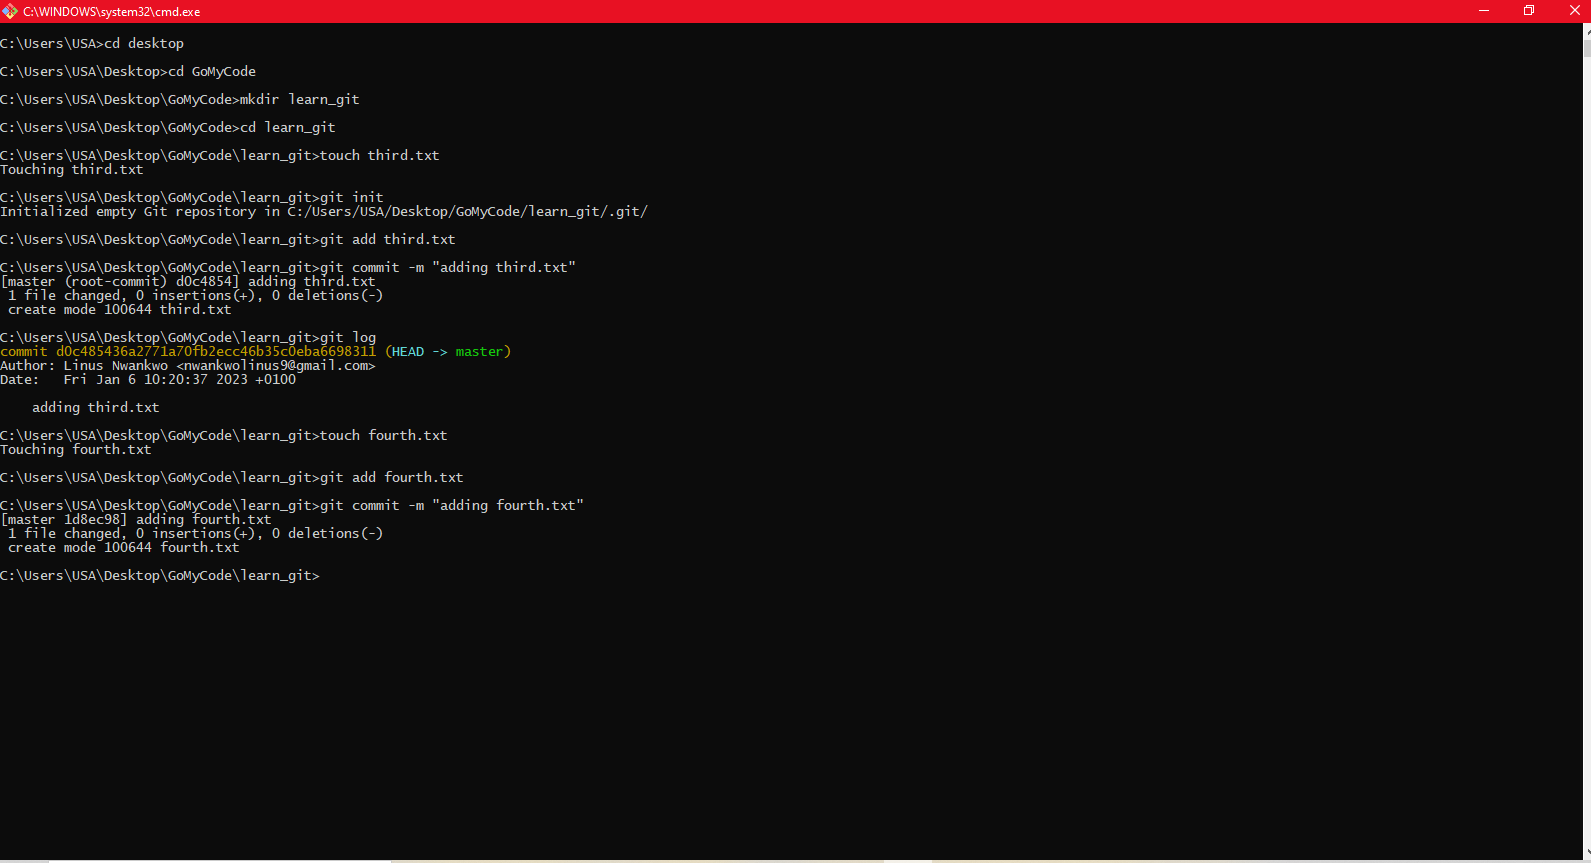 C:\WINDOWS\system32\cmd.exe
C:\Users\USA>cd desktop
C:\Users\USA\Desktop>cd GoMyCode
C:\Users\USA\Desktop\GoMyCode>mkdir learn_git
C:\Users\USA\Desktop\GoMyCode>cd learn_git
C:\Users\USA\Desktop\GoMyCode\learn_git>touch third.txt
Touching third.txt
C:\Users\USA\Desktop\GoMyCode\learn_git>git init
Initialized empty Git repository in C:/Users/USA/Desktop/GoMyCode/learn_git/.git/
C:\Users\USA\Desktop\GoMyCode\learn_git>git add third.txt
C:\Users\USA\Desktop\GoMyCode\learn_git>git commit -m "adding third.txt"
[master (root-commit) d0c4854] adding third.txt
 1 file changed, 0 insertions(+), 0 deletions(-)
 create mode 100644 third.txt
C:\Users\USA\Desktop\GoMyCode\learn_git>git log
commit d0c485436a2771a70fb2ecc46b35c0eba6698311 (HEAD -> master)
Author: Linus Nwankwo <nwankwolinus9@gmail.com>
Date:   Fri Jan 6 10:20:37 2023 +0100
    adding third.txt
C:\Users\USA\Desktop\GoMyCode\learn_git>touch fourth.txt
Touching fourth.txt
C:\Users\USA\Desktop\GoMyCode\learn_git>git add fourth.txt
C:\Users\USA\Desktop\GoMyCode\learn_git>git commit -m "adding fourth.txt"
[master 1d8ec98] adding fourth.txt
 1 file changed, 0 insertions(+), 0 deletions(-)
 create mode 100644 fourth.txt
C:\Users\USA\Desktop\GoMyCode\learn_git>